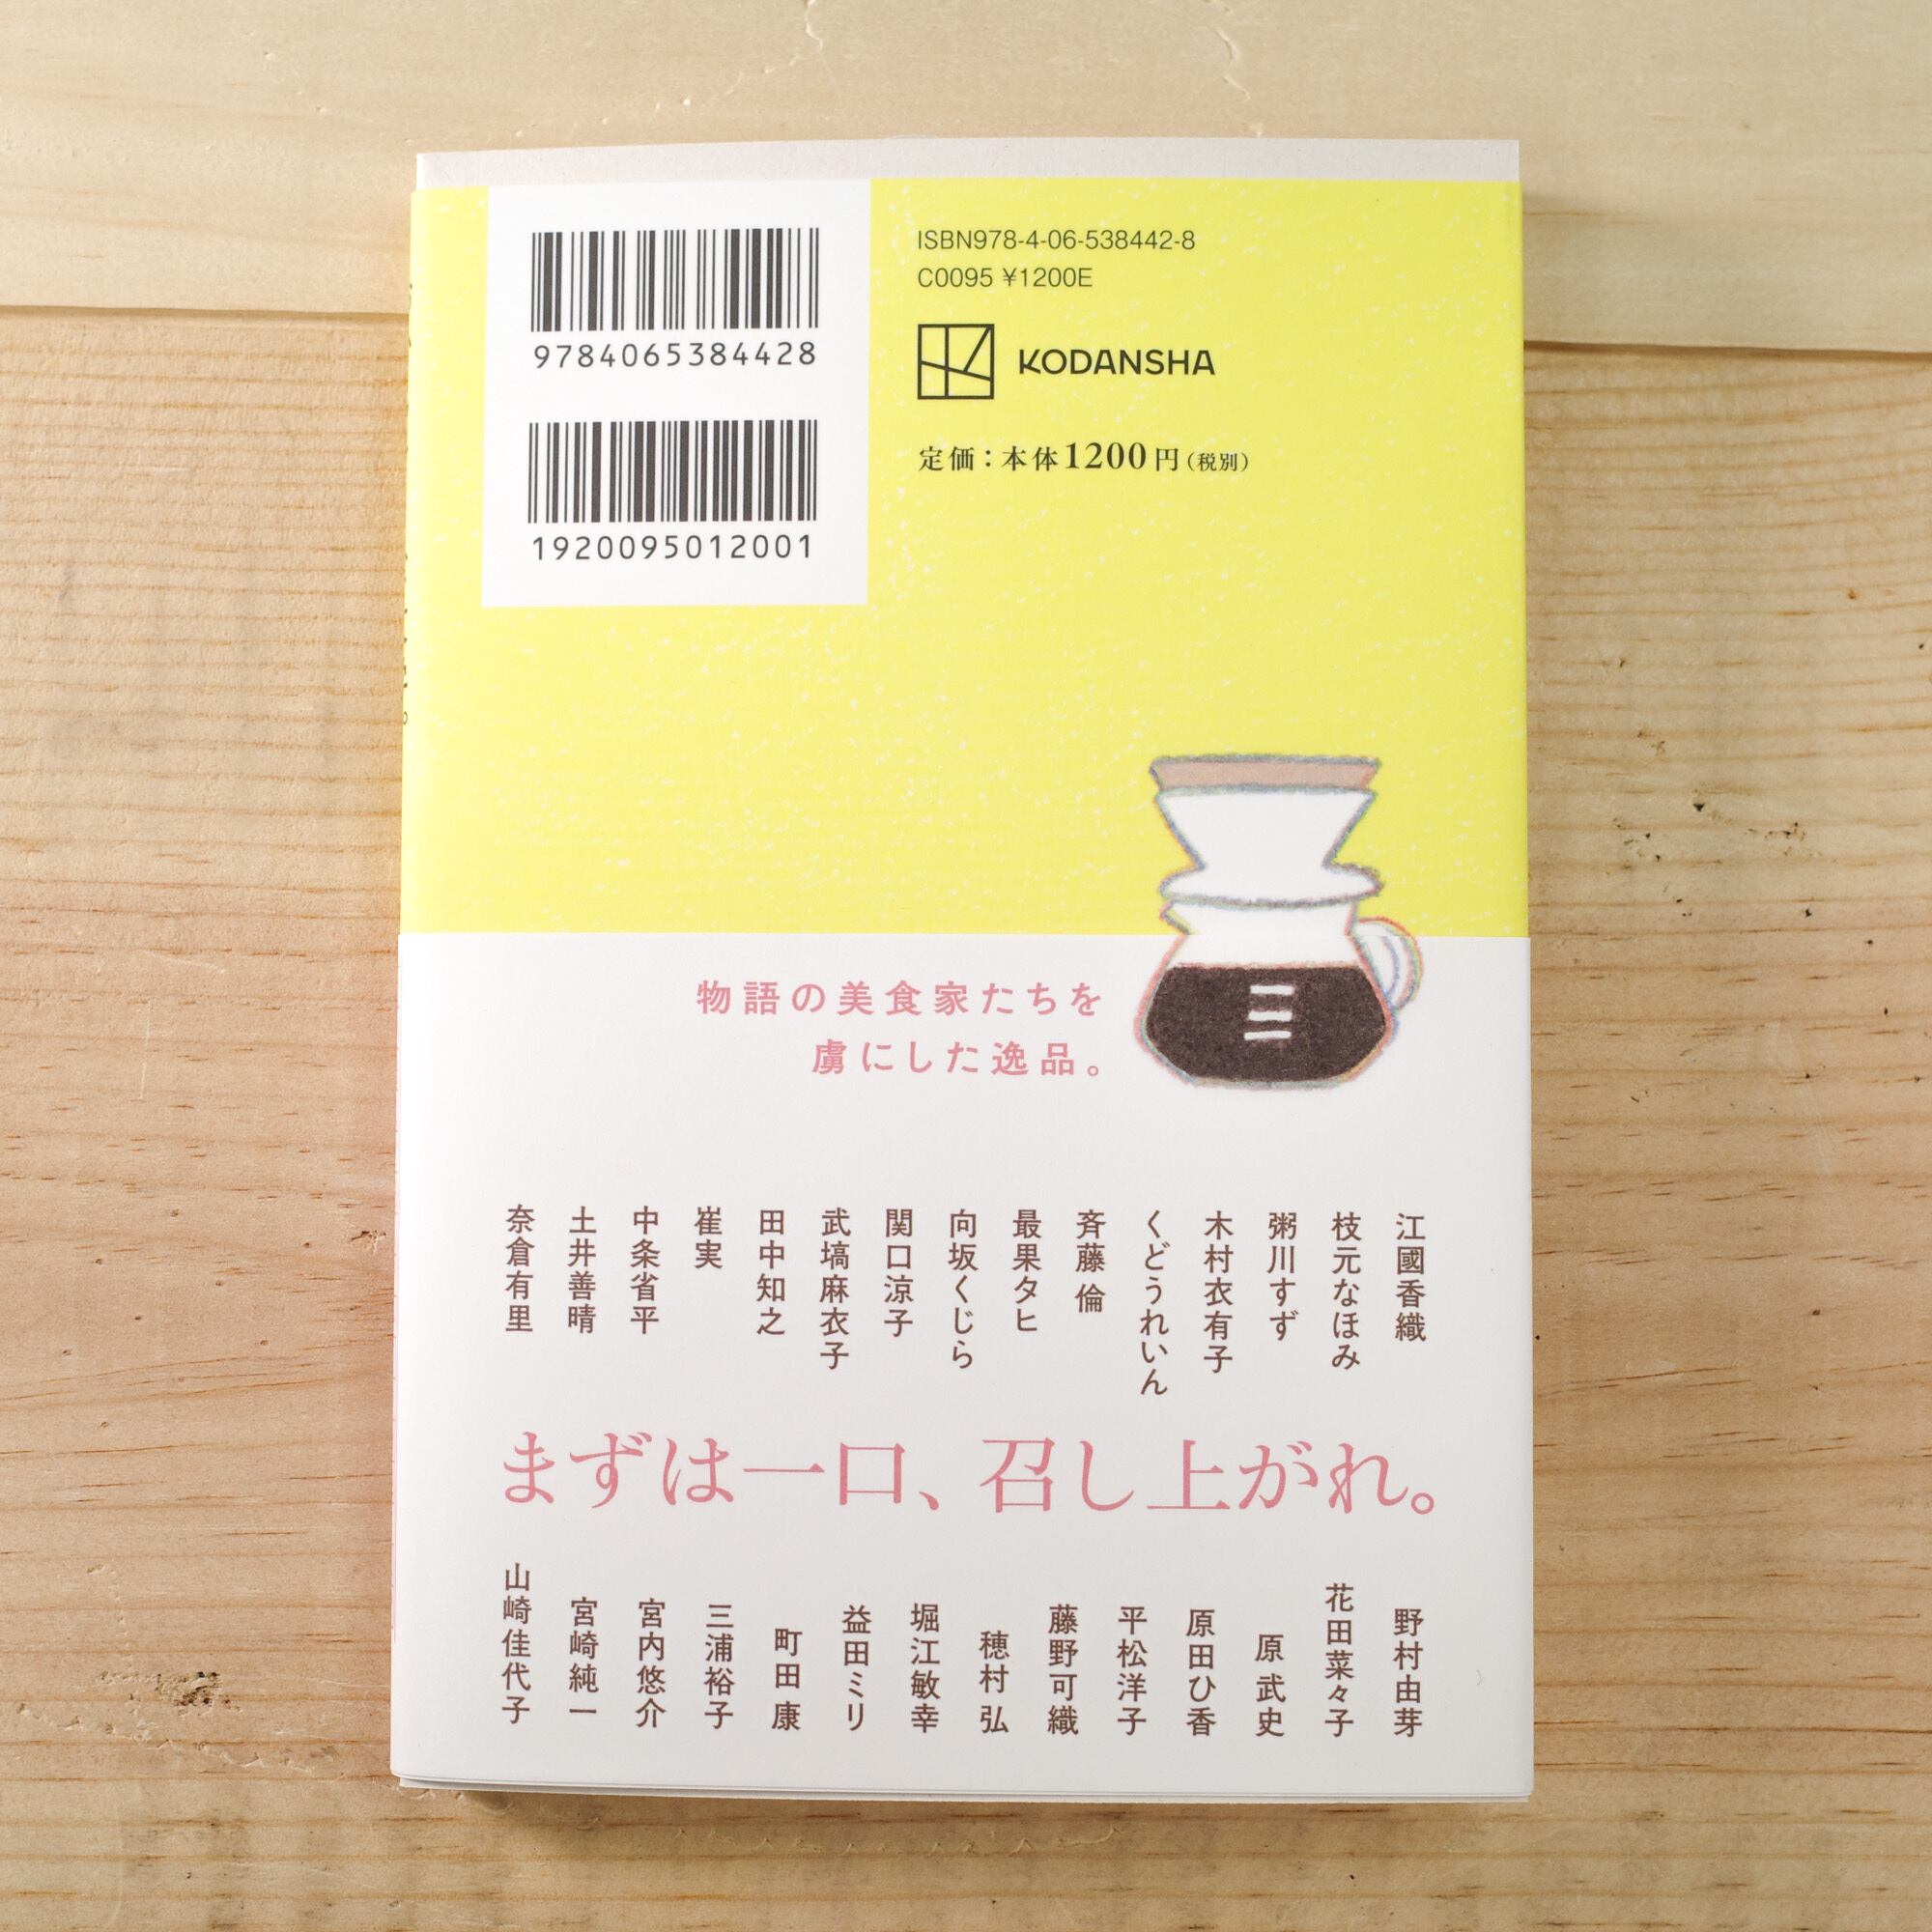 9784065384428
1920095012001
ISBN978-4-06-538442-8
C0095 ¥1200E
KODANSHA
定価：本体1200円（税別）
物語の美食家たちを
虜にした逸品。
江國香織
枝元なほみ
粥川すず
木村衣有子
くどうれいん
斉藤 倫
最果タヒ
向坂くじら
関口涼子
武塙麻衣子
田中知之
崔実
中条省平
土井善晴
奈倉有里
まずは一口、召し上がれ。
野村由芽
花田菜々子
原 武史
原田ひ香
平松洋子
藤野可織
穂村 弘
堀江敏幸
益田ミリ
町田 康
三浦裕子
宮内悠介
宮崎純一
山崎佳代子